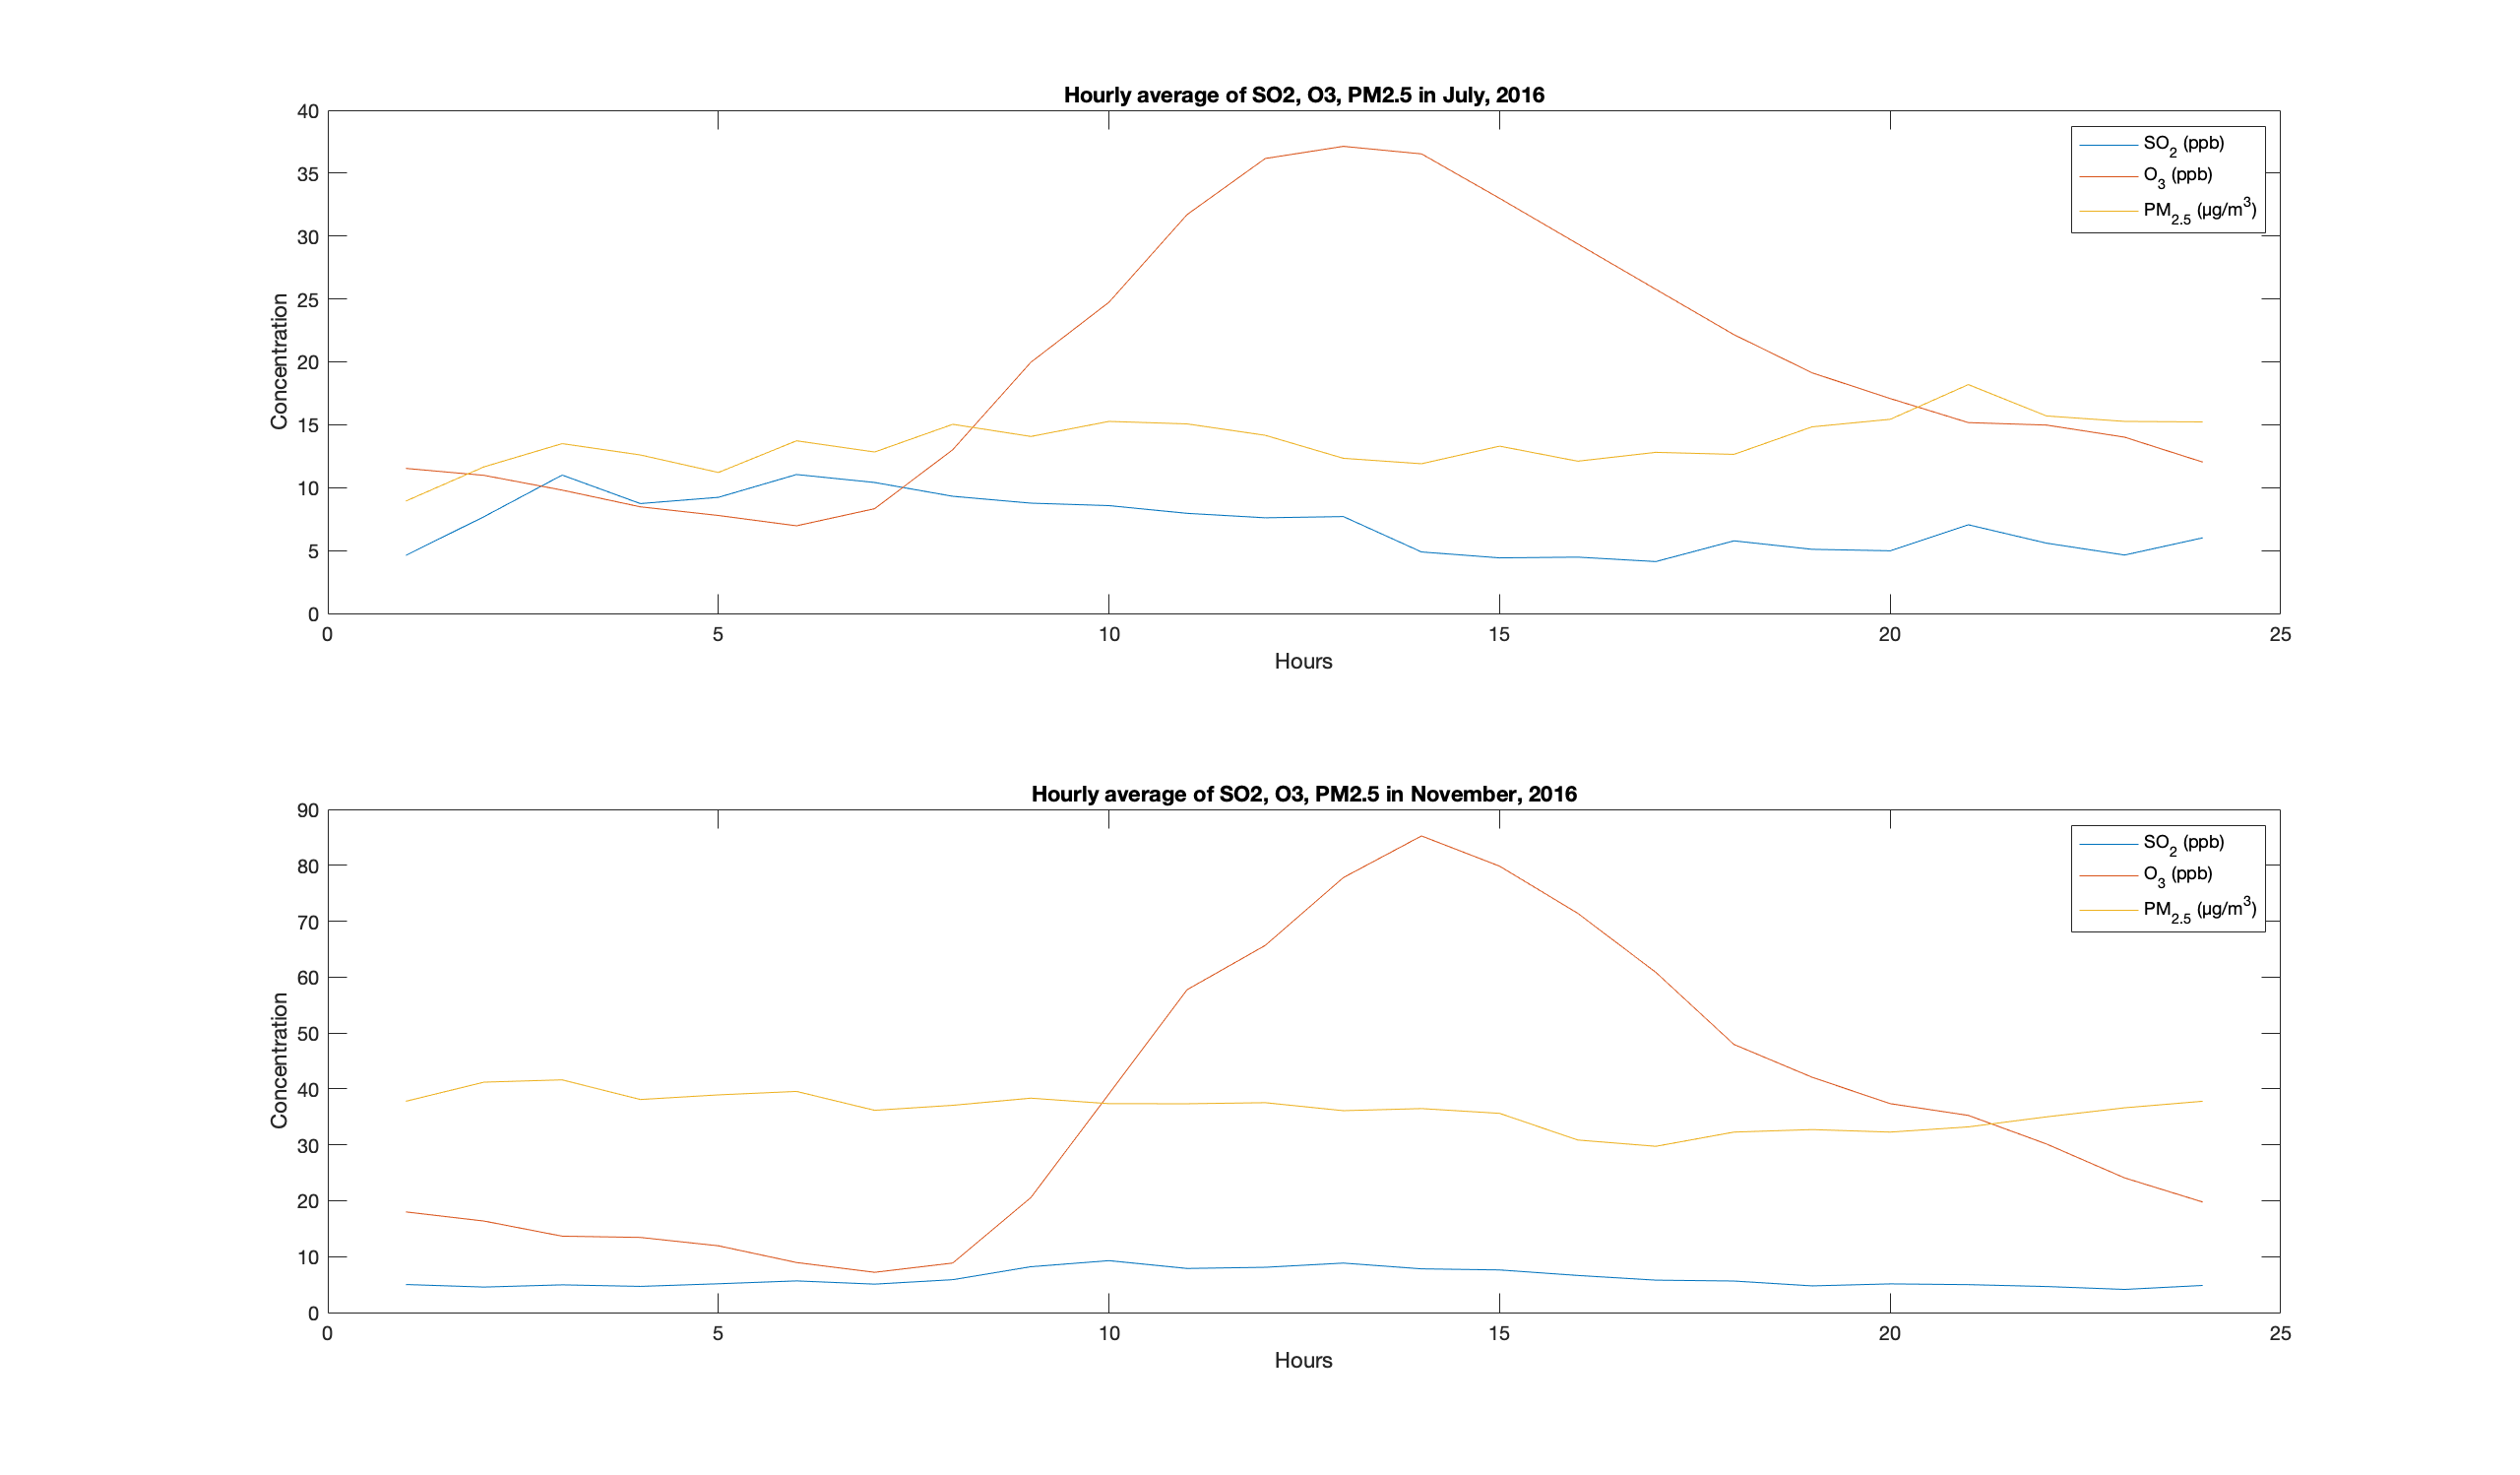 Hourly average of SO2, O3, PM2.5 in July, 2016
40
35
30
25
20
15
10
5
0
Concentration
SO2 (ppb)
O3 (ppb)
PM2.5 (µg/m3)
0 5 10 15 20 25
Hours
Hourly average of SO2, O3, PM2.5 in November, 2016
90
80
70
60
50
40
30
20
10
0
Concentration
SO2 (ppb)
O3 (ppb)
PM2.5 (µg/m3)
0 5 10 15 20 25
Hours